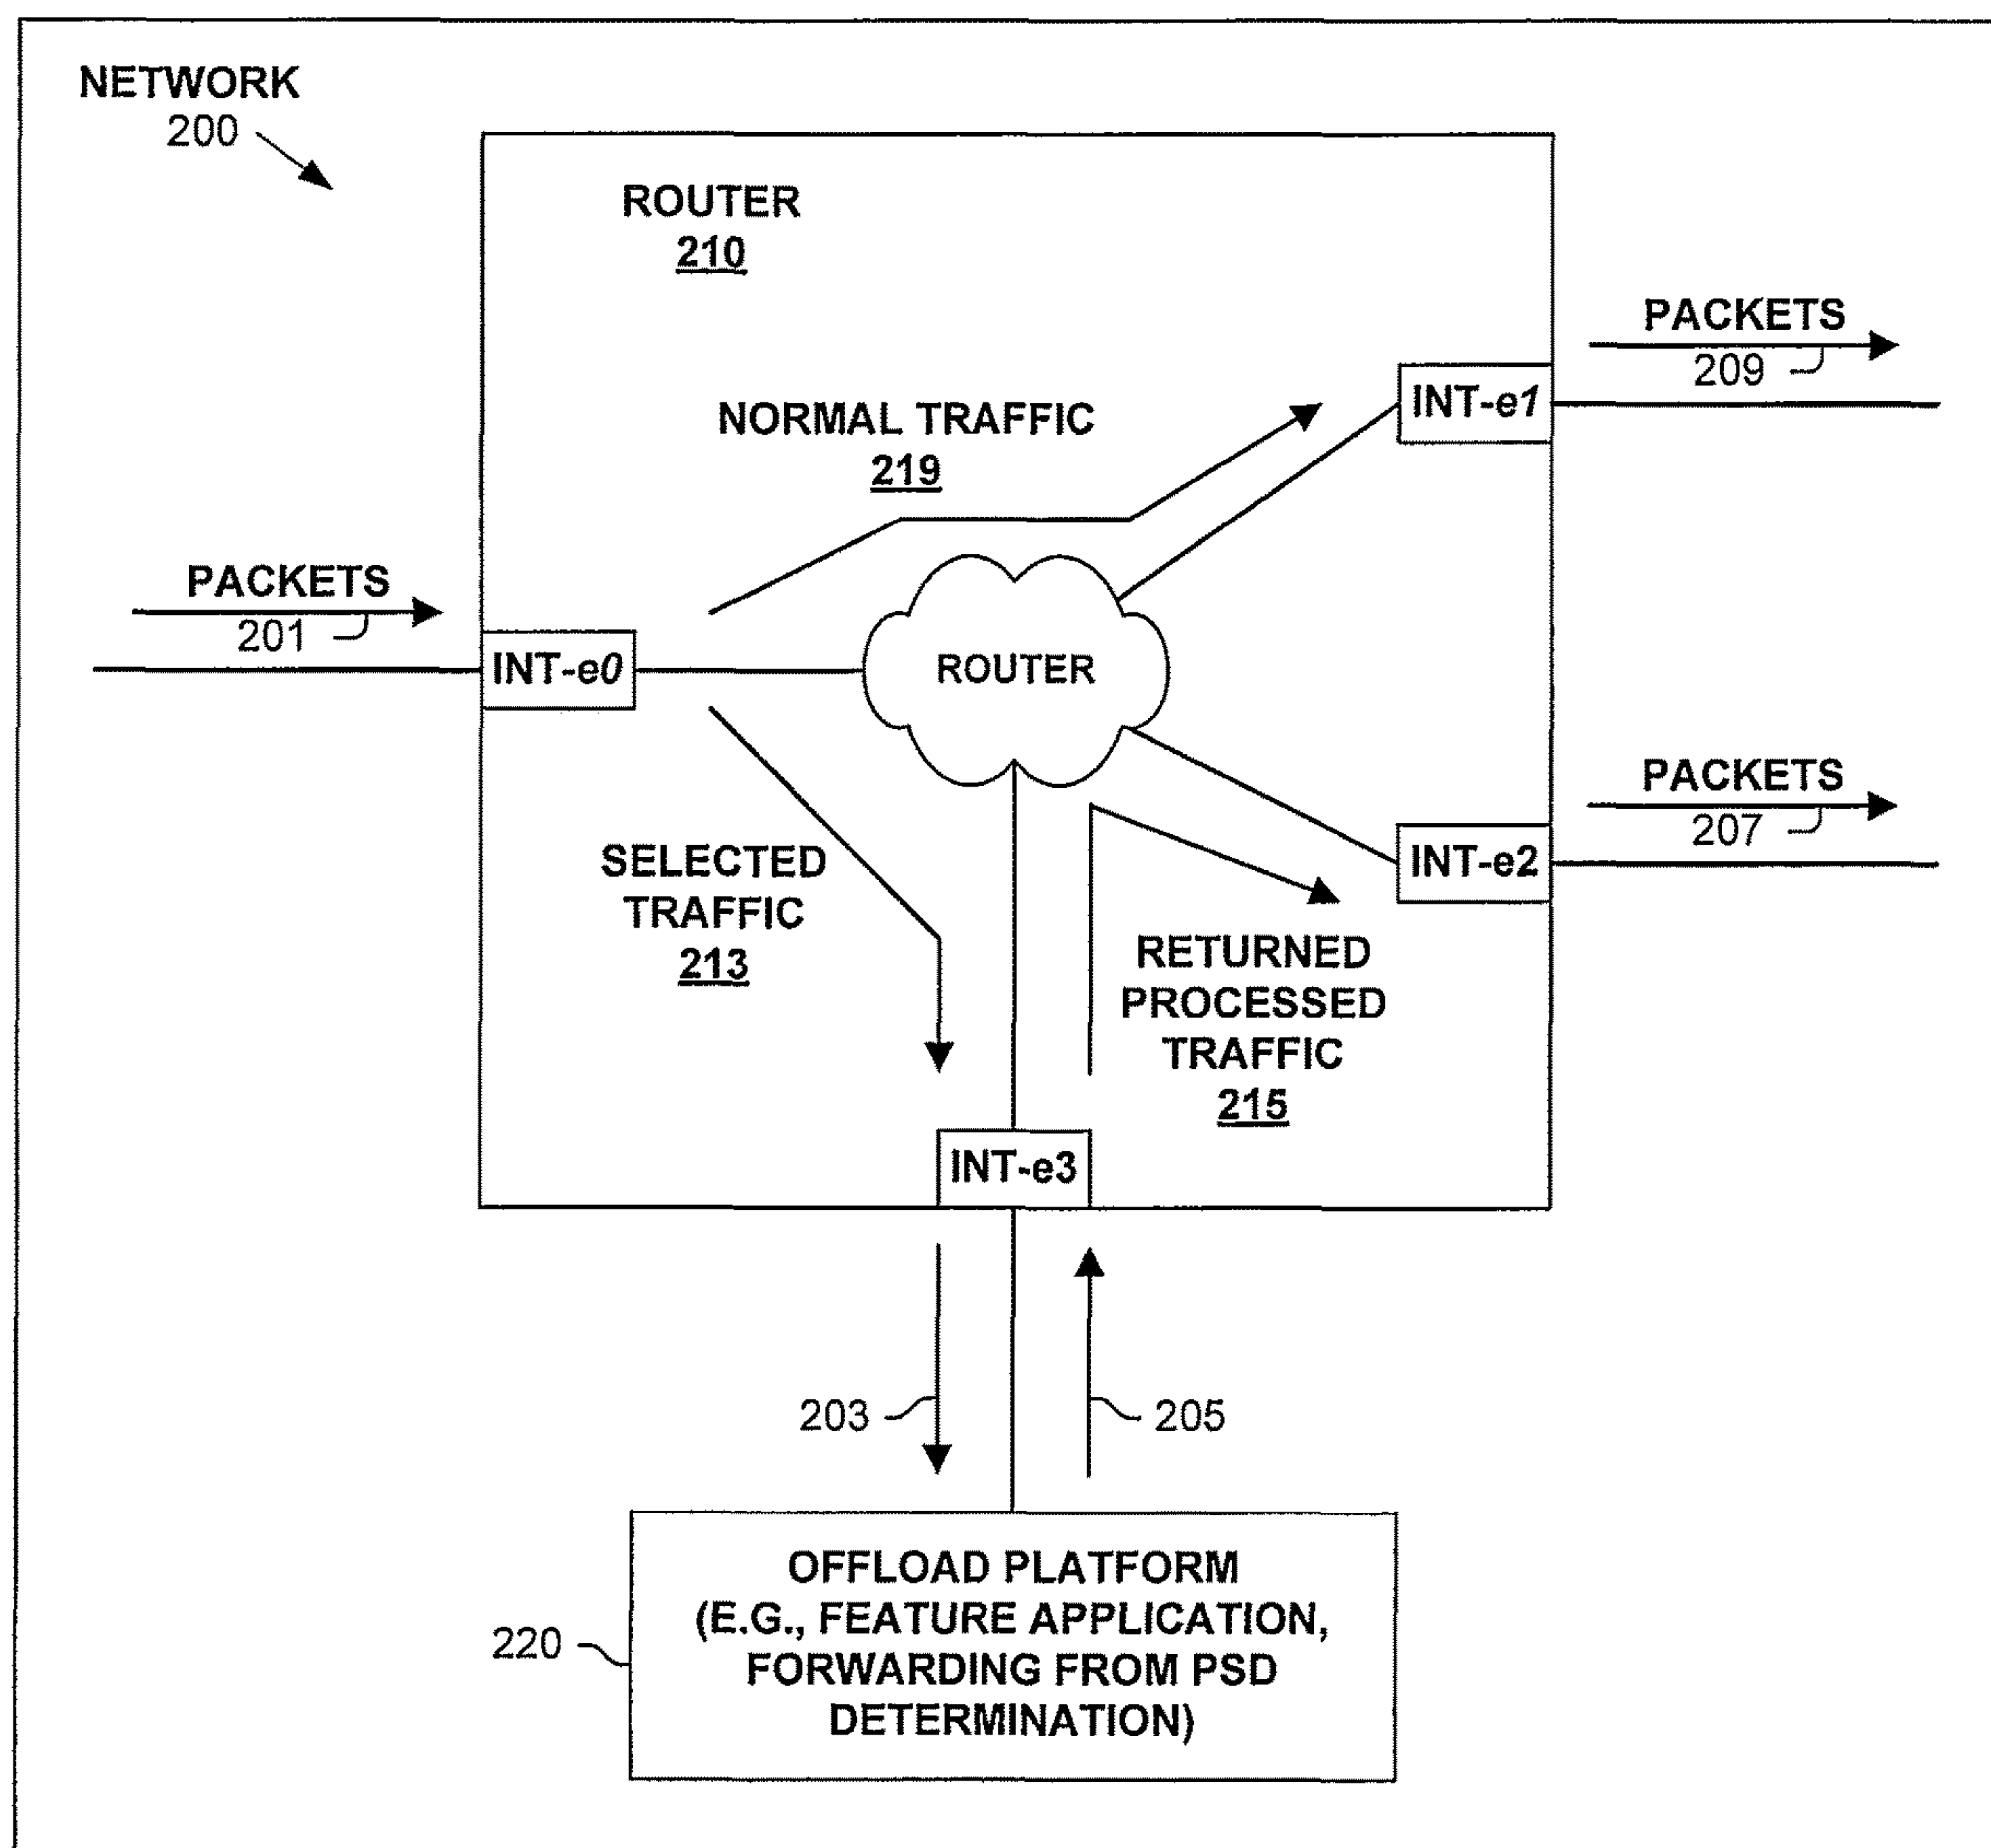 NETWORK
200
ROUTER
210
PACKETS
209
INT-e1
NORMAL TRAFFIC
219
PACKETS
201
INT-e0
ROUTER
PACKETS
207
INT-e2
SELECTED
TRAFFIC
213
RETURNED
PROCESSED
TRAFFIC
215
INT-e3
203
205
OFFLOAD PLATFORM
(E.G., FEATURE APPLICATION,
FORWARDING FROM PSD
DETERMINATION)
220